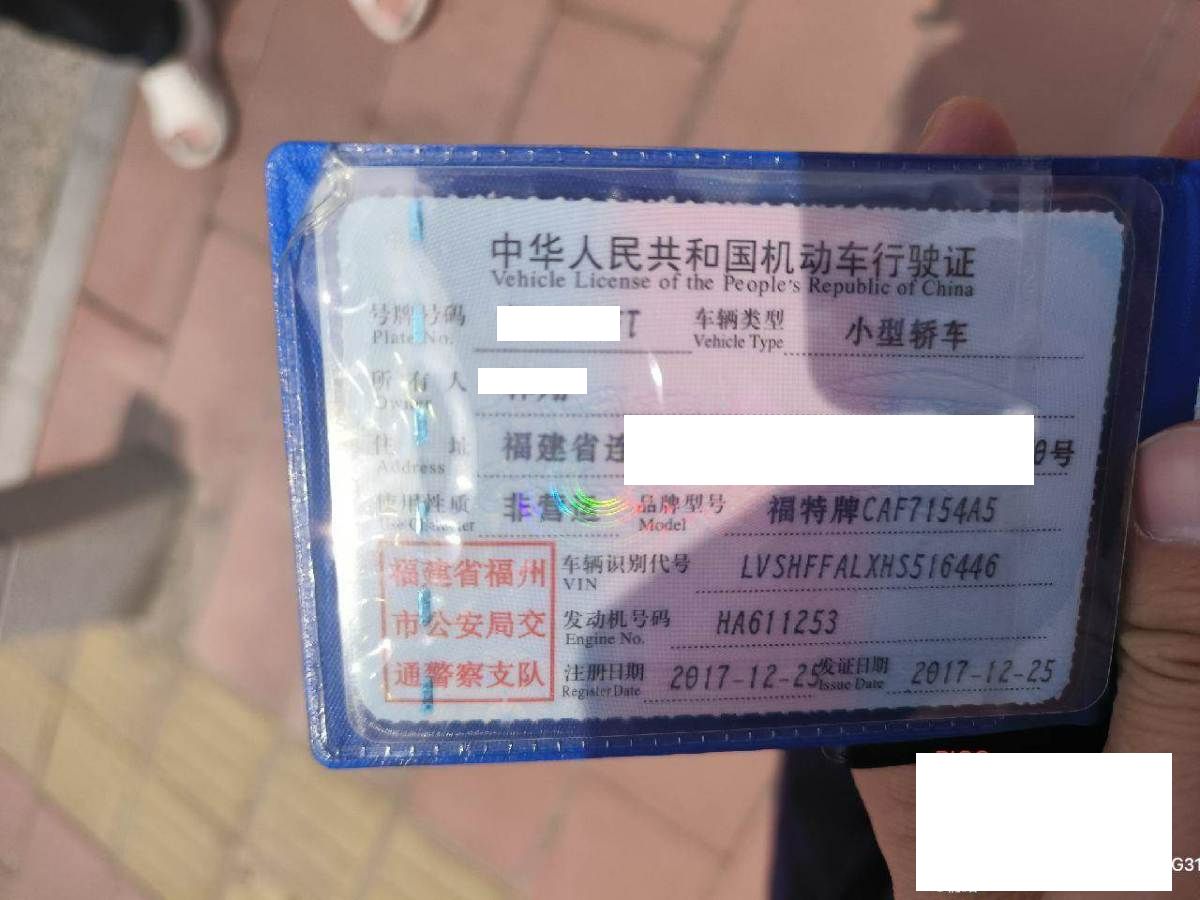 中华人民共和国机动车行驶证
Vehicle License of the People's Republic of China
号牌号码 车辆类型 小型轿车
Plate No. Vehicle Type
所有人
Owner
住址 福建省连 0号
Address
使用性质 非营运 品牌型号 福特牌CAF7154A5
Use Character Model
车辆识别代号 LVSHFFALXHS516446
VIN
发动机号码 HA611253
Engine No.
注册日期 2017-12-25 发证日期 2017-12-25
Register Date Issue Date
福建省福州
市公安局交
通警察支队
G31